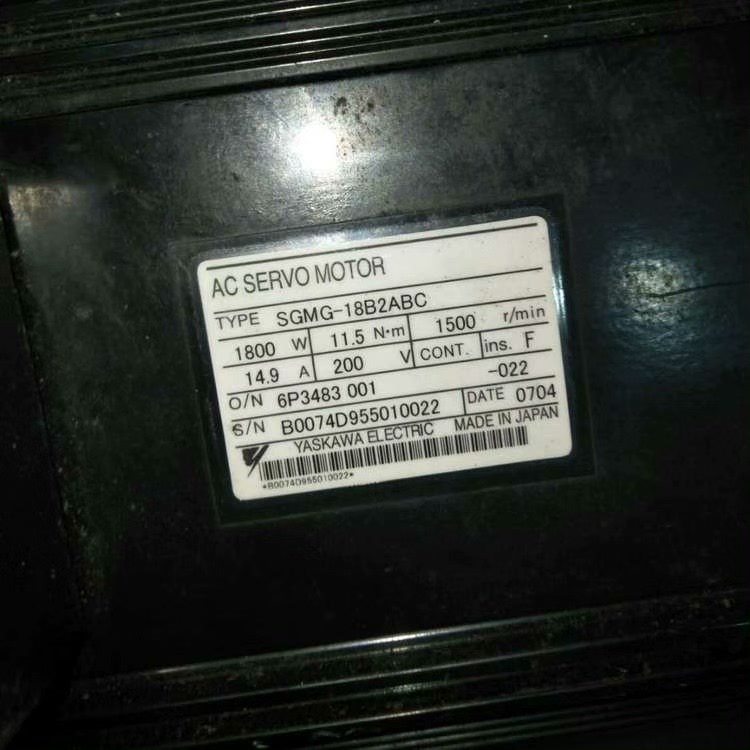 AC SERVO MOTOR
TYPE SGMG-18B2ABC
1800 W 11.5 N·m 1500 r/min
14.9 A 200 V CONT. ins. F
O/N 6P3483 001 -022
S/N B0074D955010022 DATE 0704
YASKAWA ELECTRIC MADE IN JAPAN
*B0074D955010022*